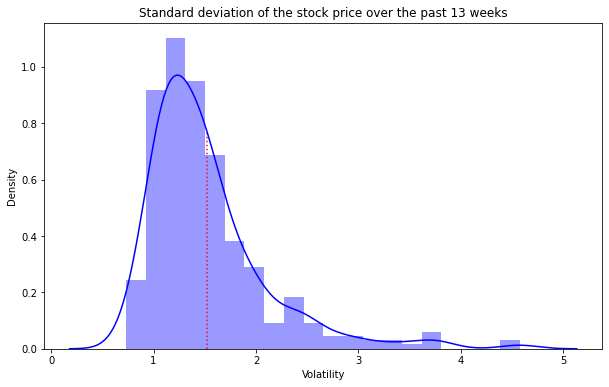 Standard deviation of the stock price over the past 13 weeks
Density
1.0
0.8
0.6
0.4
0.2
0.0
0 1 2 3 4 5
Volatility